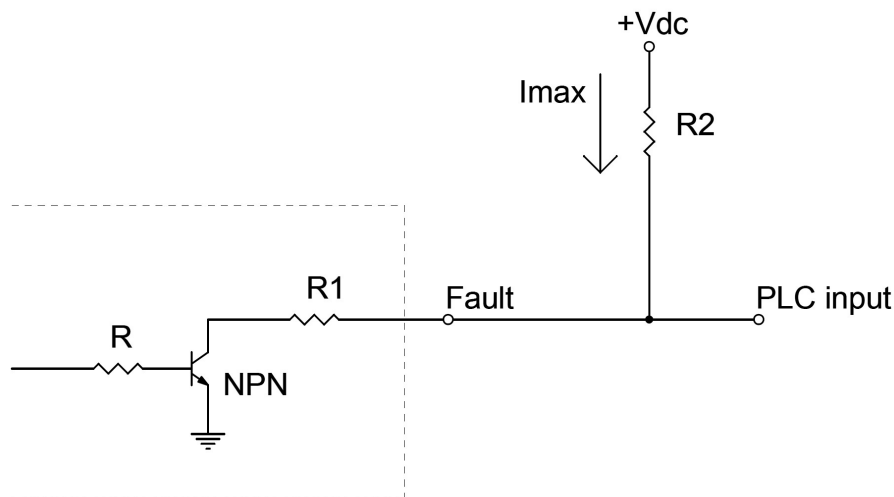 +Vdc
Imax
R2
R1
Fault
PLC input
R
NPN